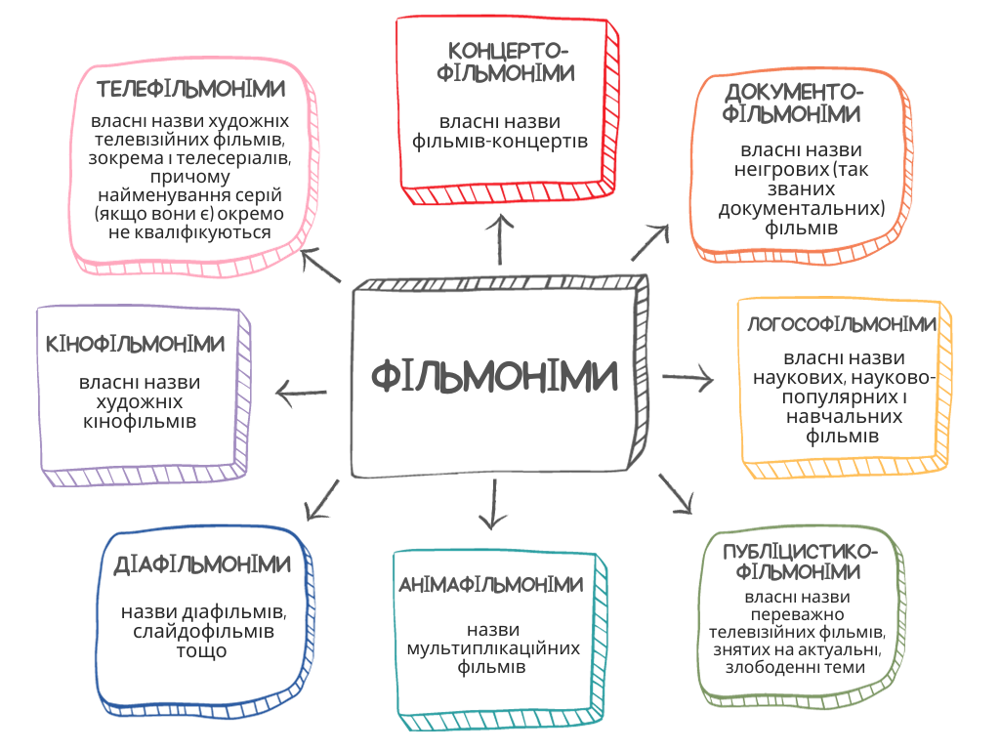 ФІЛЬМОНІМИ
КОНЦЕРТО-
ФІЛЬМОНІМИ
власні назви
фільмів-концертів
ДОКУМЕНТО-
ФІЛЬМОНІМИ
власні назви
неігрових (так
званих
документальних)
фільмів
ЛОГОСОФІЛЬМОНІМИ
власні назви
наукових, науково-
популярних і
навчальних
фільмів
ПУБЛІЦИСТИКО-
ФІЛЬМОНІМИ
власні назви
переважно
телевізійних фільмів,
знятих на актуальні,
злободенні теми
АНІМАФІЛЬМОНІМИ
назви
мультиплікаційних
фільмів
ДІАФІЛЬМОНІМИ
назви діафільмів,
слайдофільмів
тощо
КІНОФІЛЬМОНІМИ
власні назви
художніх
кінофільмів
ТЕЛЕФІЛЬМОНІМИ
власні назви художніх
телевізійних фільмів,
зокрема і телесеріалів,
причому
найменування серій
(якщо вони є) окремо
не кваліфікуються